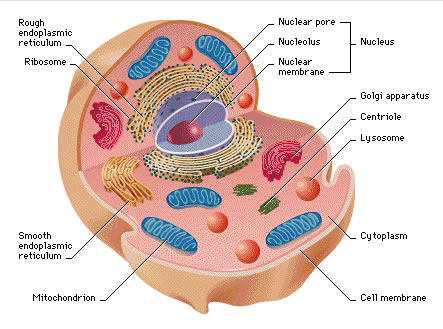 Rough
endoplasmic
reticulum
Ribosome
Nuclear pore
Nucleolus
Nuclear
membrane
Nucleus
Golgi apparatus
Centriole
Lysosome
Smooth
endoplasmic
reticulum
Mitochondrion
Cytoplasm
Cell membrane